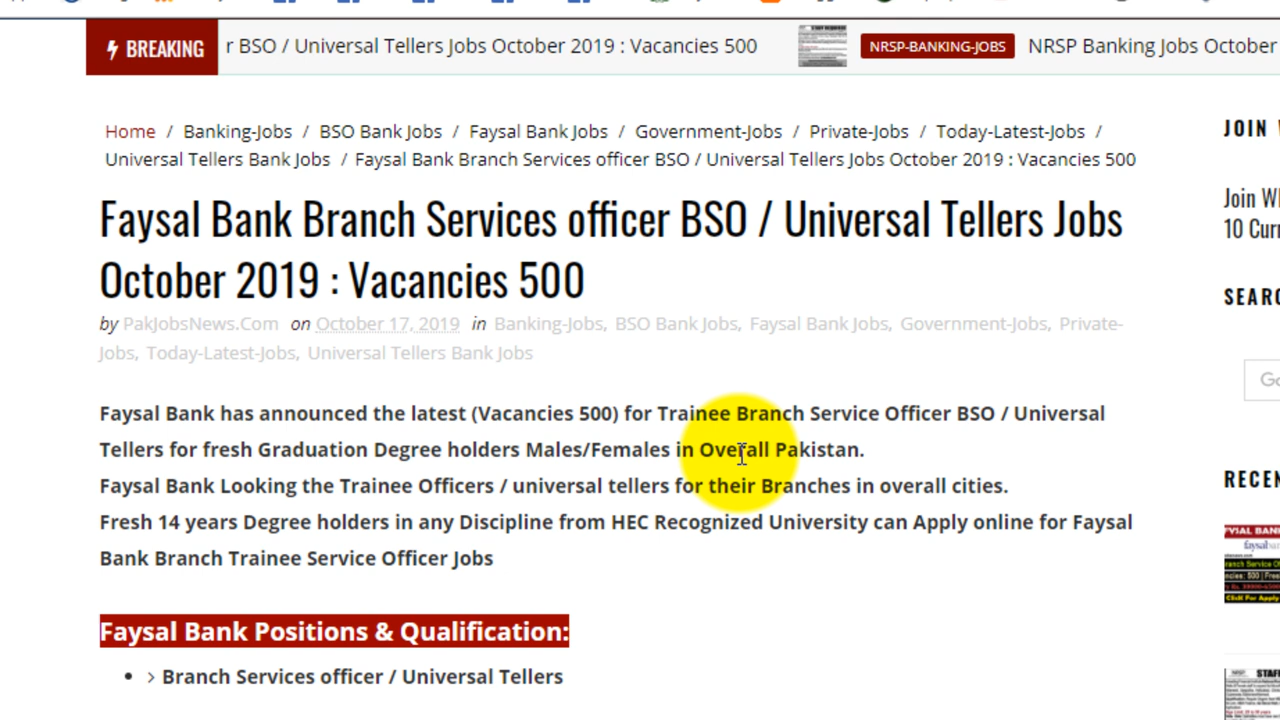 BREAKING
r BSO / Universal Tellers Jobs October 2019 : Vacancies 500
NRSP-BANKING-JOBS
NRSP Banking Jobs October
Home / Banking-Jobs / BSO Bank Jobs / Faysal Bank Jobs / Government-Jobs / Private-Jobs / Today-Latest-Jobs /
Universal Tellers Bank Jobs / Faysal Bank Branch Services officer BSO / Universal Tellers Jobs October 2019 : Vacancies 500
Faysal Bank Branch Services officer BSO / Universal Tellers Jobs
October 2019 : Vacancies 500
by PakJobsNews.Com on October 17, 2019 in Banking-Jobs, BSO Bank Jobs, Faysal Bank Jobs, Government-Jobs, Private-
Jobs, Today-Latest-Jobs, Universal Tellers Bank Jobs
Faysal Bank has announced the latest (Vacancies 500) for Trainee Branch Service Officer BSO / Universal
Tellers for fresh Graduation Degree holders Males/Females in Overall Pakistan.
Faysal Bank Looking the Trainee Officers / universal tellers for their Branches in overall cities.
Fresh 14 years Degree holders in any Discipline from HEC Recognized University can Apply online for Faysal
Bank Branch Trainee Service Officer Jobs
Faysal Bank Positions & Qualification:
• > Branch Services officer / Universal Tellers
JOIN
Join W
10 Curr
SEARC
Go
RECEN